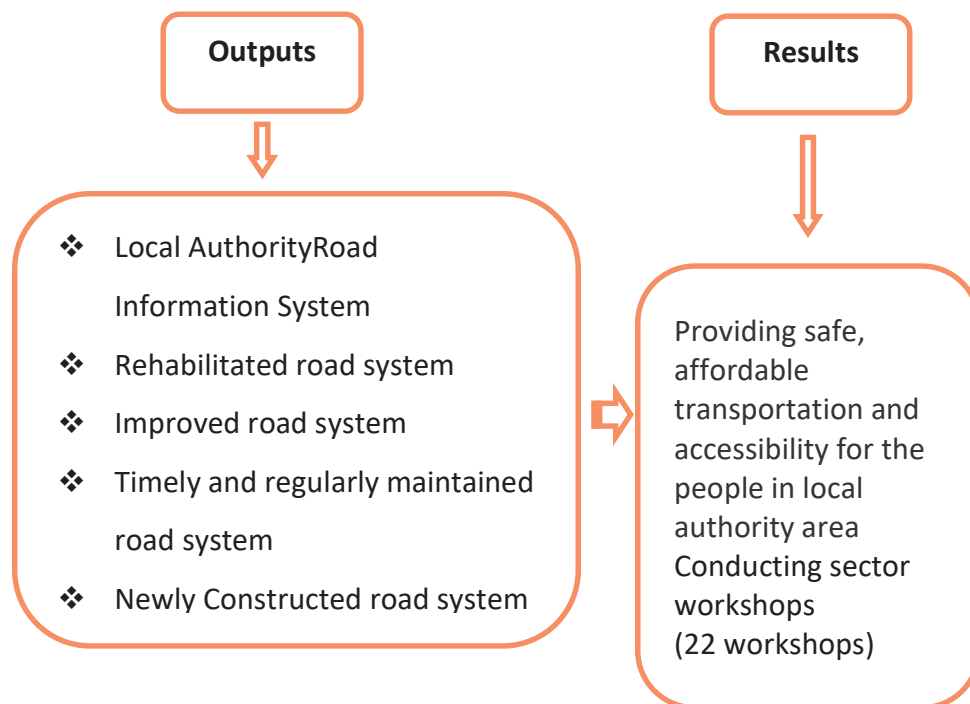 Outputs
Results
❖ Local AuthorityRoad
Information System
❖ Rehabilitated road system
❖ Improved road system
❖ Timely and regularly maintained
road system
❖ Newly Constructed road system
Providing safe,
affordable
transportation and
accessibility for the
people in local
authority area
Conducting sector
workshops
(22 workshops)